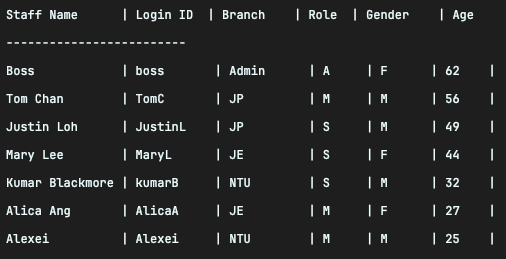 Staff Name      | Login ID  | Branch    | Role  | Gender    | Age
-------------------------
Boss            | boss       | Admin      | A     | F      | 62    |
Tom Chan        | TomC       | JP         | M     | M      | 56    |
Justin Loh      | JustinL    | JP         | S     | M      | 49    |
Mary Lee        | MaryL      | JE         | S     | F      | 44    |
Kumar Blackmore | kumarB     | NTU        | S     | M      | 32    |
Alica Ang       | AlicaA     | JE         | M     | F      | 27    |
Alexei          | Alexei     | NTU        | M     | M      | 25    |